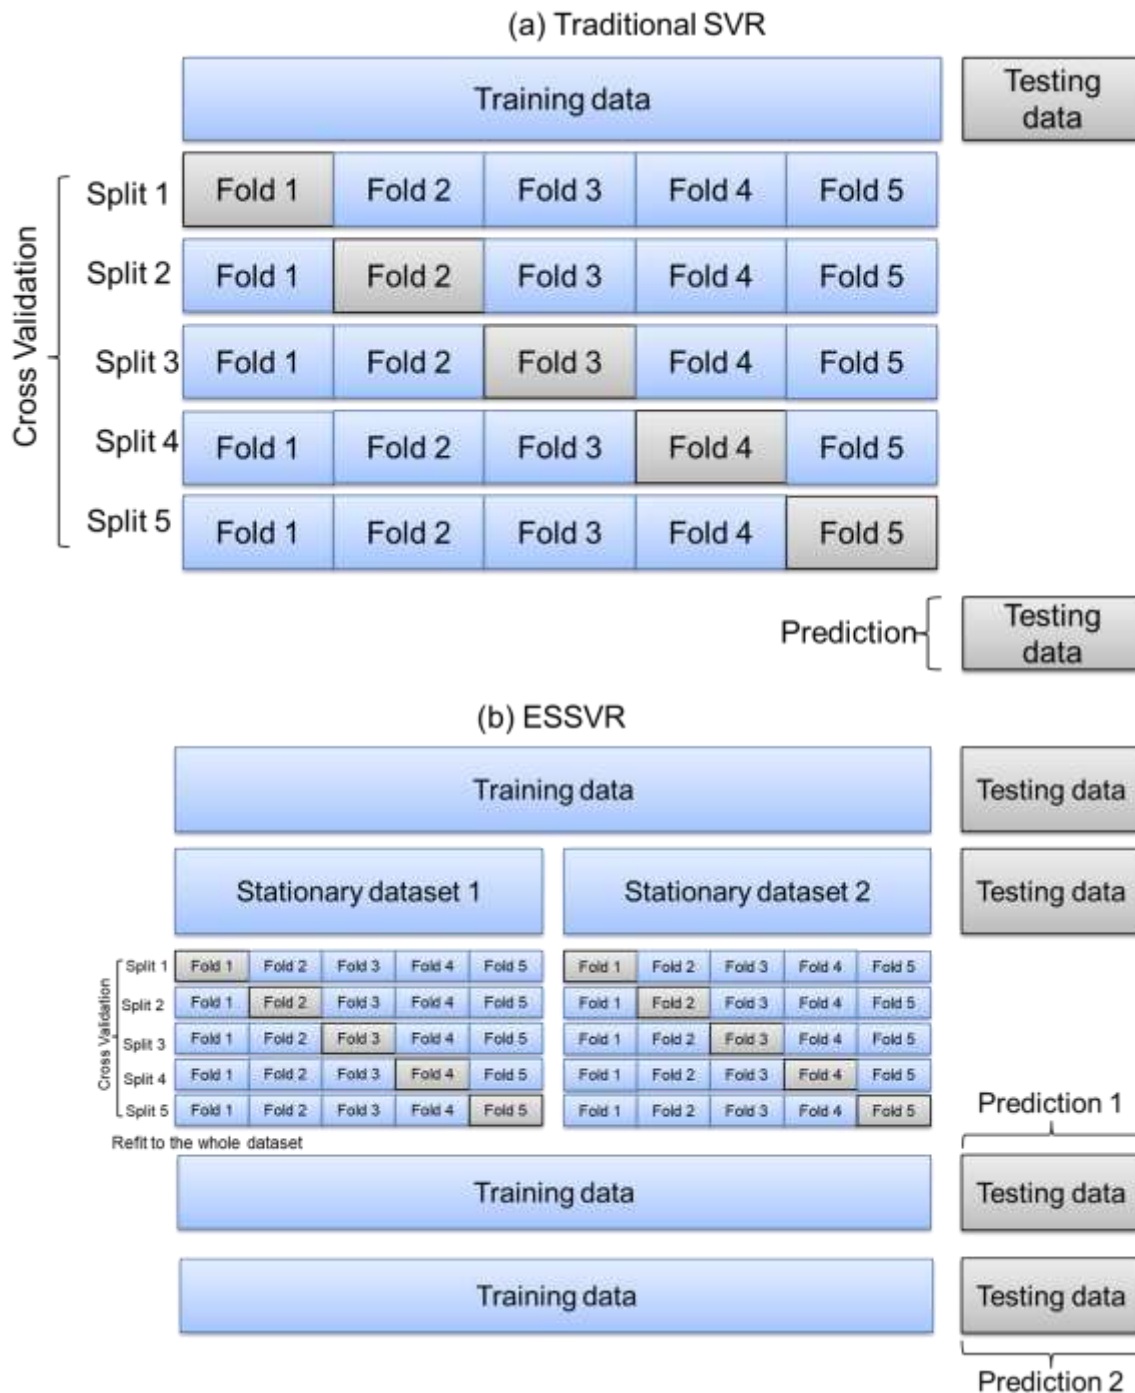 (a) Traditional SVR
Training data
Testing
data
Cross Validation
Split 1
Fold 1 Fold 2 Fold 3 Fold 4 Fold 5
Split 2
Fold 1 Fold 2 Fold 3 Fold 4 Fold 5
Split 3
Fold 1 Fold 2 Fold 3 Fold 4 Fold 5
Split 4
Fold 1 Fold 2 Fold 3 Fold 4 Fold 5
Split 5
Fold 1 Fold 2 Fold 3 Fold 4 Fold 5
Prediction
Testing
data
(b) ESSVR
Training data
Testing data
Stationary dataset 1
Stationary dataset 2
Testing data
Cross Validation
Split 1
Fold 1 Fold 2 Fold 3 Fold 4 Fold 5
Fold 1 Fold 2 Fold 3 Fold 4 Fold 5
Split 2
Fold 1 Fold 2 Fold 3 Fold 4 Fold 5
Fold 1 Fold 2 Fold 3 Fold 4 Fold 5
Split 3
Fold 1 Fold 2 Fold 3 Fold 4 Fold 5
Fold 1 Fold 2 Fold 3 Fold 4 Fold 5
Split 4
Fold 1 Fold 2 Fold 3 Fold 4 Fold 5
Fold 1 Fold 2 Fold 3 Fold 4 Fold 5
Split 5
Fold 1 Fold 2 Fold 3 Fold 4 Fold 5
Fold 1 Fold 2 Fold 3 Fold 4 Fold 5
Refit to the whole dataset
Prediction 1
Training data
Testing data
Training data
Testing data
Prediction 2